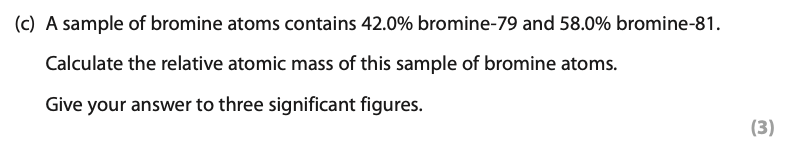 (c) A sample of bromine atoms contains 42.0% bromine-79 and 58.0% bromine-81.
Calculate the relative atomic mass of this sample of bromine atoms.
Give your answer to three significant figures.
(3)